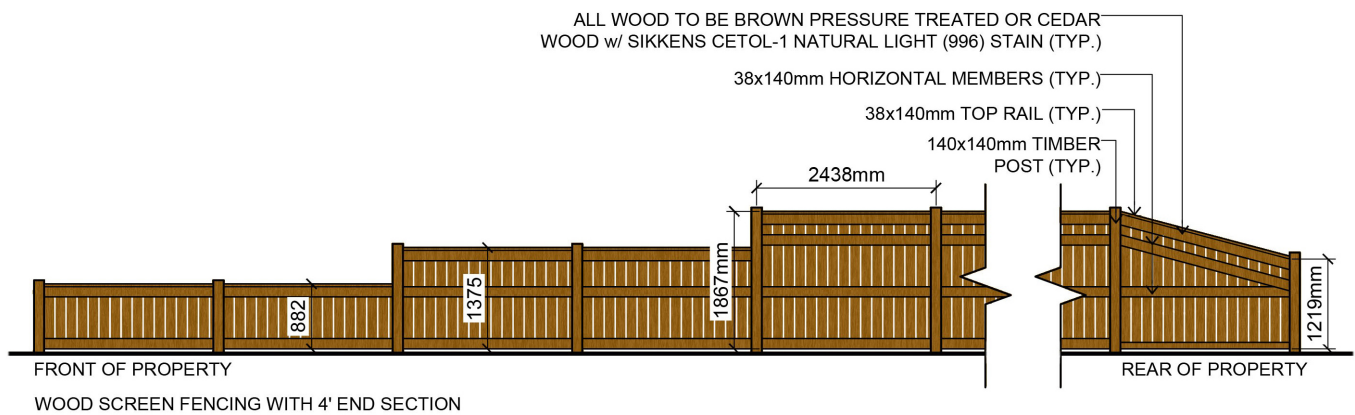 ALL WOOD TO BE BROWN PRESSURE TREATED OR CEDAR
WOOD w/ SIKKENS CETOL-1 NATURAL LIGHT (996) STAIN (TYP.)
38x140mm HORIZONTAL MEMBERS (TYP.)
38x140mm TOP RAIL (TYP.)
140x140mm TIMBER
POST (TYP.)
2438mm
882
1375
1867mm
1219mm
FRONT OF PROPERTY
REAR OF PROPERTY
WOOD SCREEN FENCING WITH 4' END SECTION